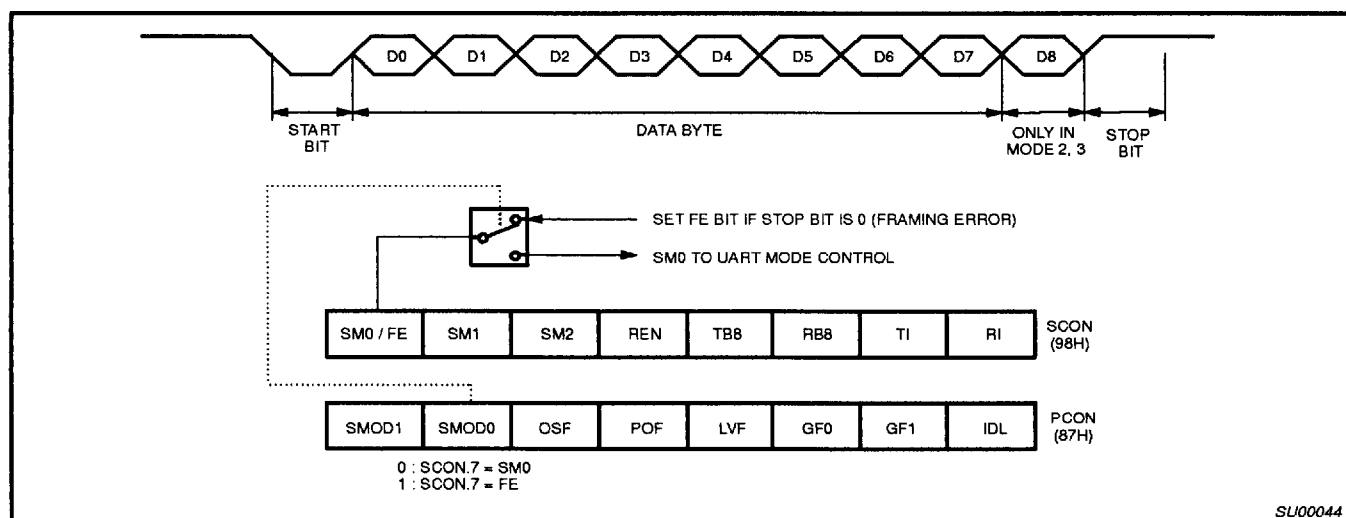 D0 D1 D2 D3 D4 D5 D6 D7 D8
START
BIT
DATA BYTE
ONLY IN
MODE 2, 3
STOP
BIT
SET FE BIT IF STOP BIT IS 0 (FRAMING ERROR)
SM0 TO UART MODE CONTROL
SM0 / FE SM1 SM2 REN TB8 RB8 TI RI
SCON
(98H)
SMOD1 SMOD0 OSF POF LVF GF0 GF1 IDL
PCON
(87H)
0 : SCON.7 = SM0
1 : SCON.7 = FE
SU00044